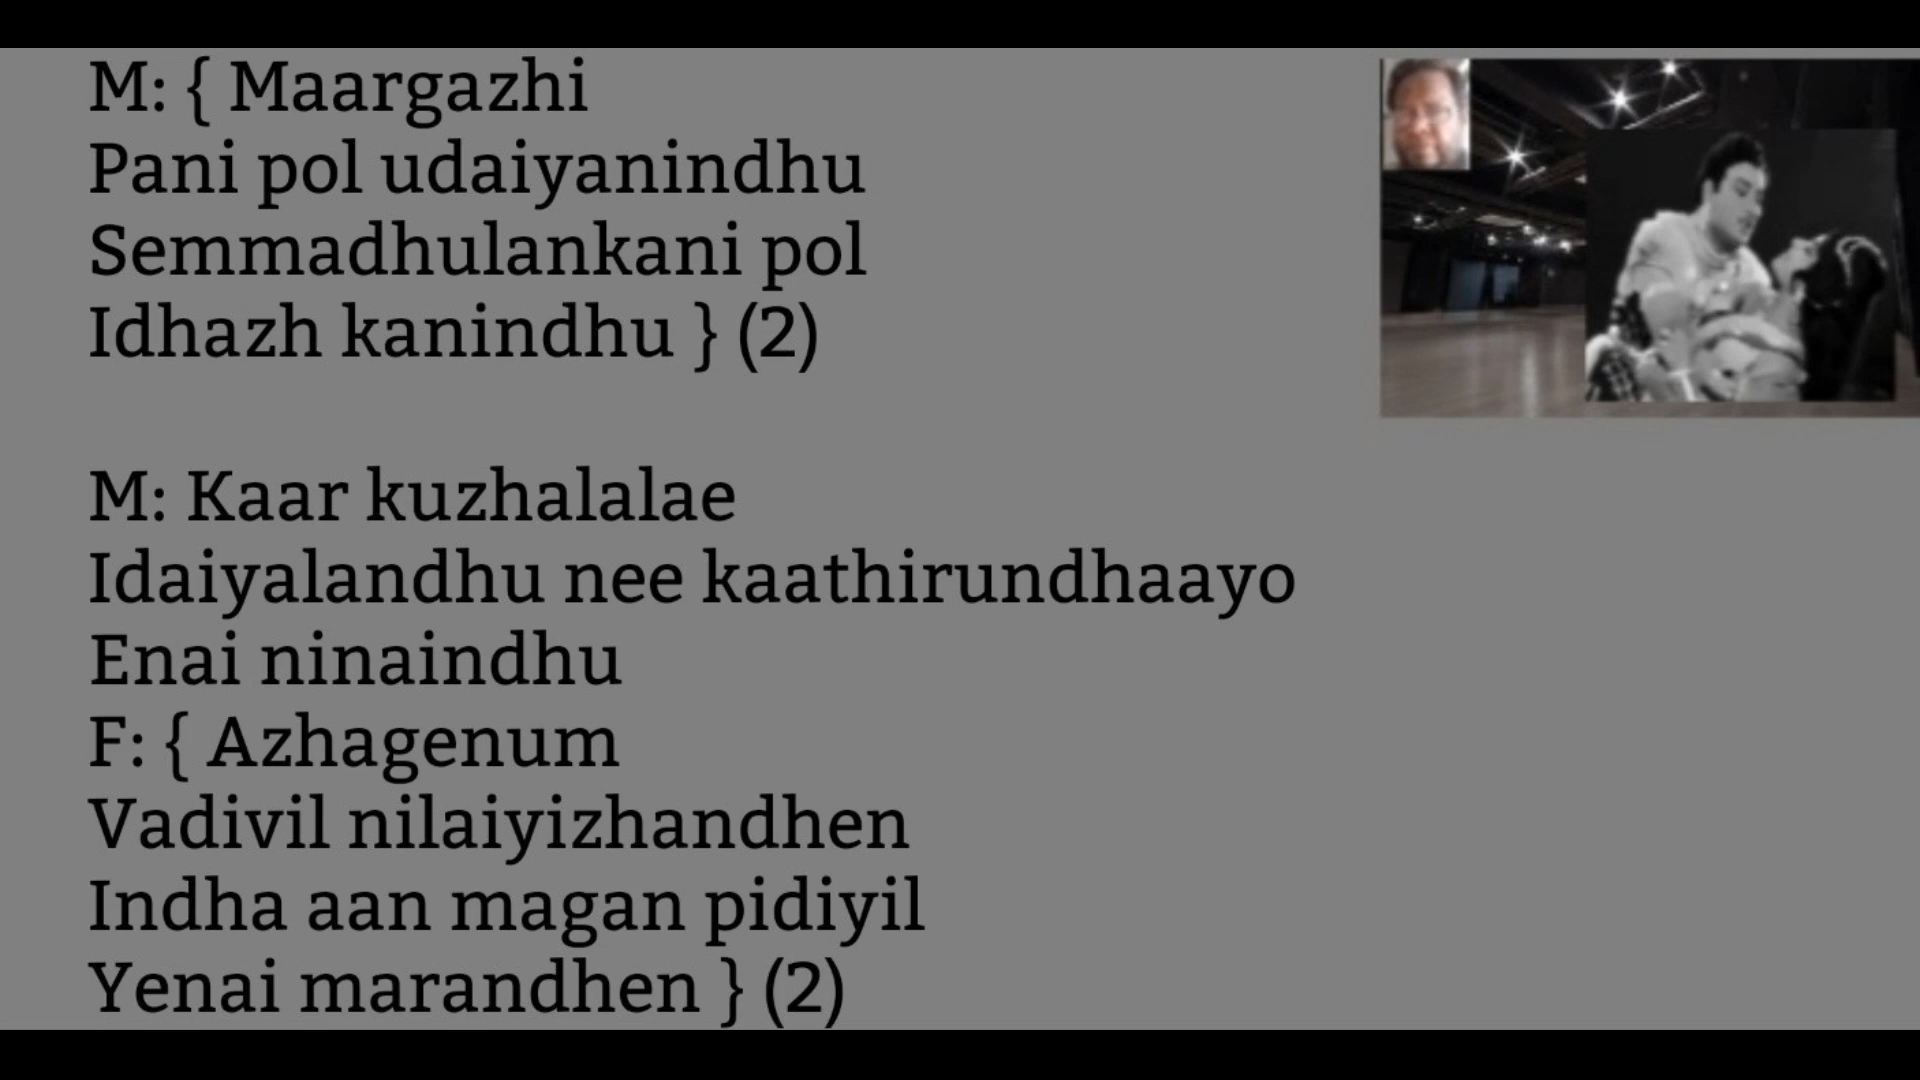 M: { Maargazhi
Pani pol udaiyanindhu
Semmadhulankani pol
Idhazh kanindhu } (2)
M: Kaar kuzhalalae
Idaiyalandhu nee kaathirundhaayo
Enai ninaindhu
F: { Azhagenum
Vadivil nilaiyizhandhen
Indha aan magan pidiyil
Yenai marandhen } (2)